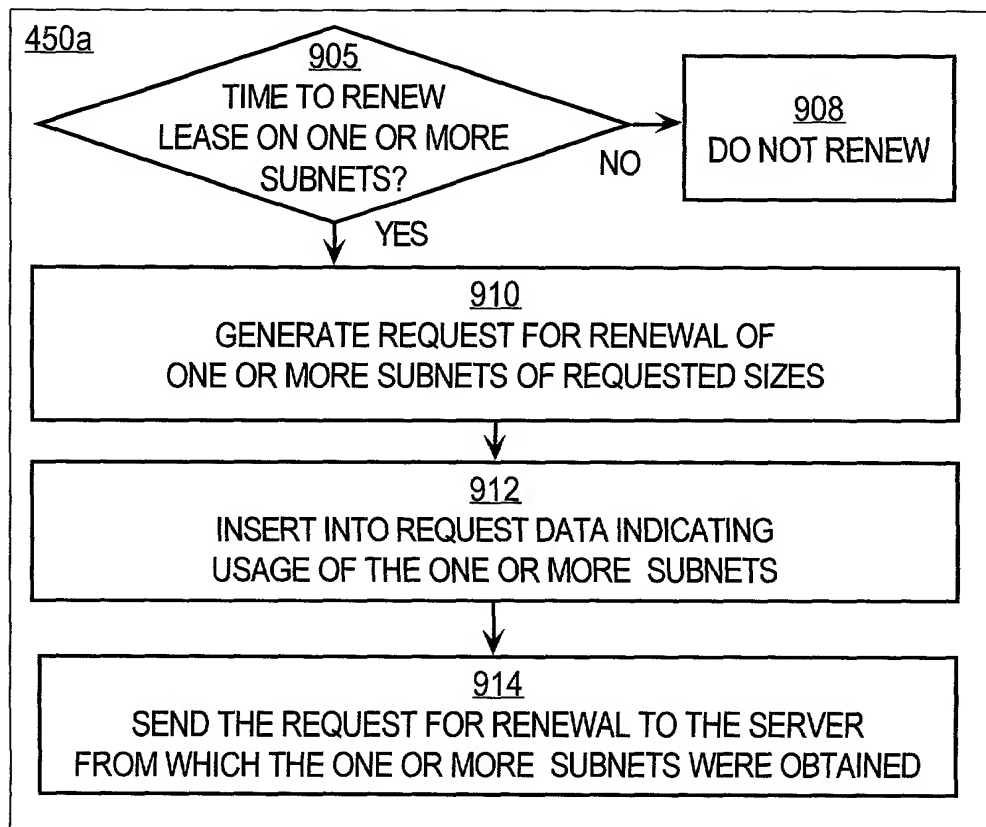 450a
905
TIME TO RENEW
LEASE ON ONE OR MORE
SUBNETS?
NO
908
DO NOT RENEW
YES
910
GENERATE REQUEST FOR RENEWAL OF
ONE OR MORE SUBNETS OF REQUESTED SIZES
912
INSERT INTO REQUEST DATA INDICATING
USAGE OF THE ONE OR MORE SUBNETS
914
SEND THE REQUEST FOR RENEWAL TO THE SERVER
FROM WHICH THE ONE OR MORE SUBNETS WERE OBTAINED